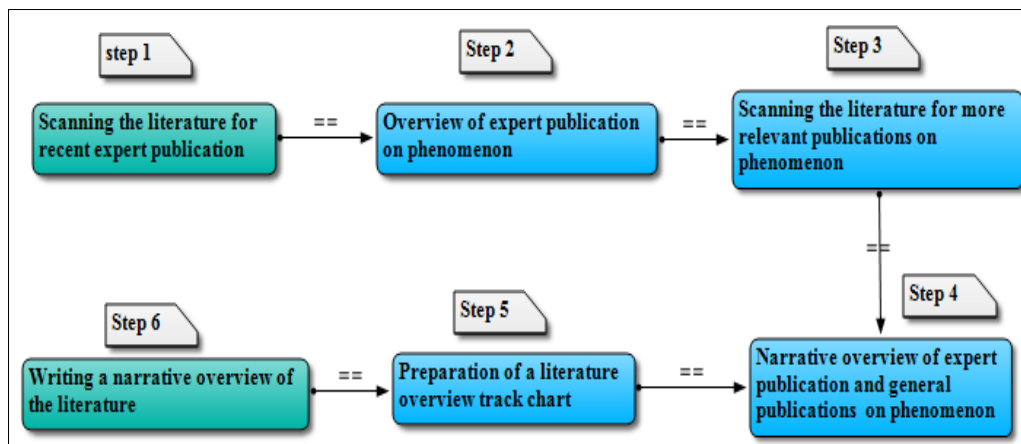 step 1
Step 2
Step 3
Scanning the literature for
recent expert publication
==
Overview of expert publication
on phenomenon
==
Scanning the literature for more
relevant publications on
phenomenon
==
Step 4
Step 5
Step 6
Writing a narrative overview of
the literature
==
Preparation of a literature
overview track chart
==
Narrative overview of expert
publication and general
publications on phenomenon